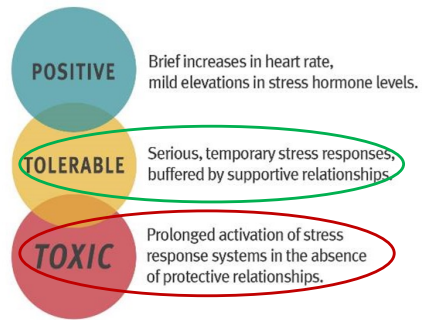 POSITIVE
Brief increases in heart rate,
mild elevations in stress hormone levels.
TOLERABLE
Serious, temporary stress responses,
buffered by supportive relationships.
TOXIC
Prolonged activation of stress
response systems in the absence
of protective relationships.